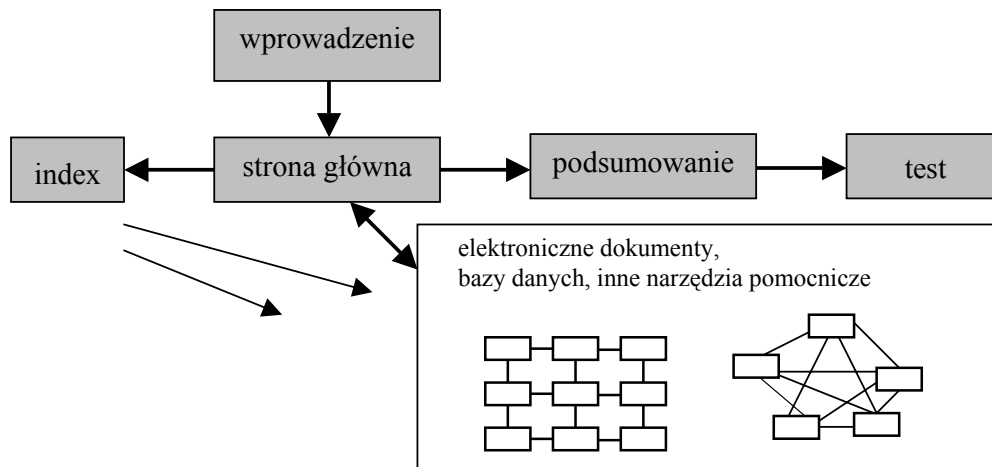 wprowadzenie
index
strona główna
podsumowanie
test
elektroniczne dokumenty,
bazy danych, inne narzędzia pomocnicze